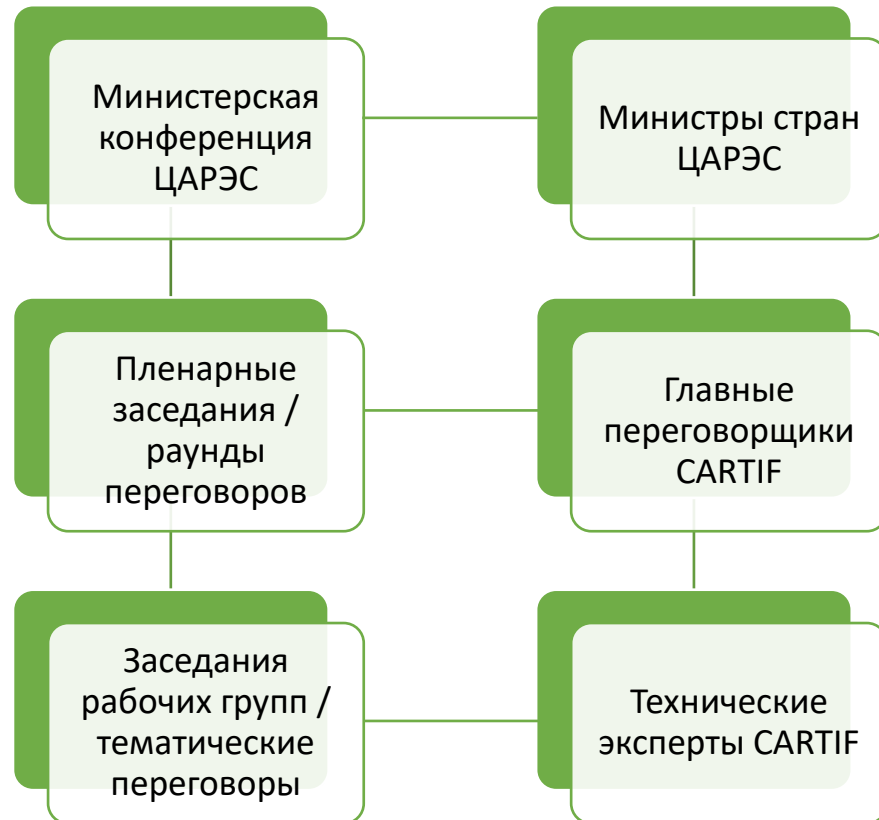 Министерская
конференция
ЦАРЭС
Министры стран
ЦАРЭС
Пленарные
заседания /
раунды
переговоров
Главные
переговорщики
CARTIF
Заседания
рабочих групп /
тематические
переговоры
Технические
эксперты CARTIF